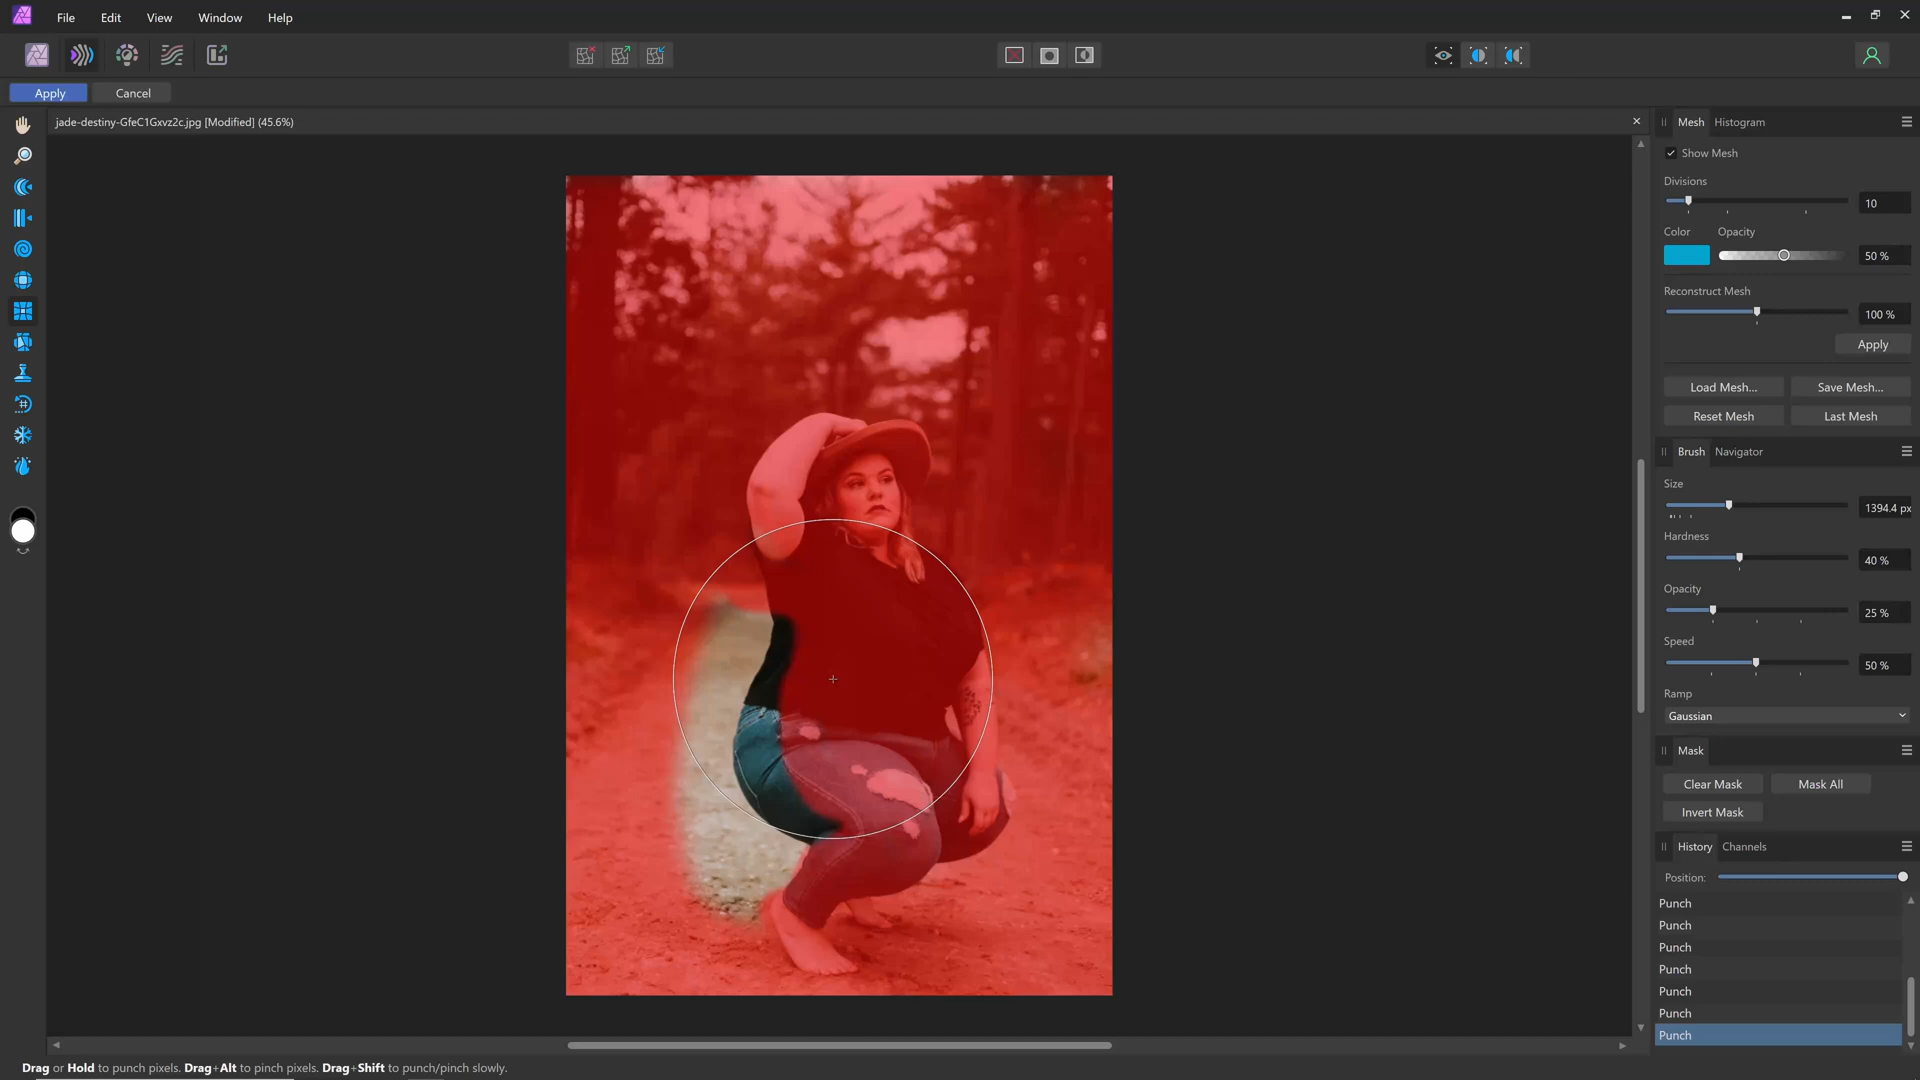 File Edit View Window Help
Apply Cancel
jade-destiny-GfeC1Gxvz2c.jpg [Modified] (45.6%)
Mesh Histogram
Show Mesh
Divisions
10
Color Opacity
50 %
Reconstruct Mesh
100 %
Apply
Load Mesh... Save Mesh...
Reset Mesh Last Mesh
Brush Navigator
Size
1394.4 px
Hardness
40 %
Opacity
25 %
Speed
50 %
Ramp
Gaussian
Mask
Clear Mask Mask All
Invert Mask
History Channels
Position:
Punch
Punch
Punch
Punch
Punch
Punch
Punch
Drag or Hold to punch pixels. Drag+Alt to pinch pixels. Drag+Shift to punch/pinch slowly.